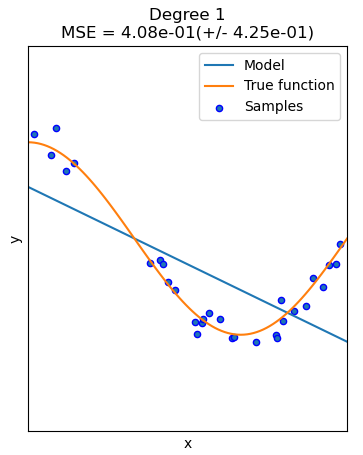 Degree 1
MSE = 4.08e-01(+/- 4.25e-01)
Model
True function
Samples
y
x